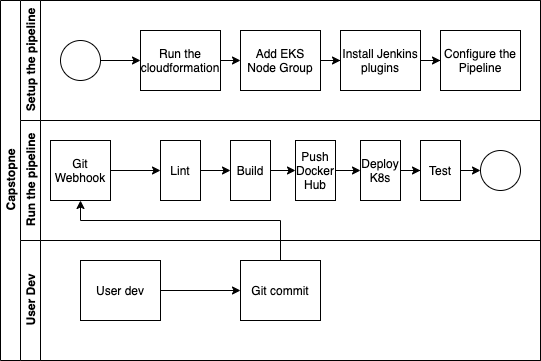 Capstopne
Setup the pipeline
Run the
cloudformation
Add EKS
Node Group
Install Jenkins
plugins
Configure the
Pipeline
Run the pipeline
Git
Webhook
Lint
Build
Push
Docker
Hub
Deploy
K8s
Test
User Dev
User dev
Git commit